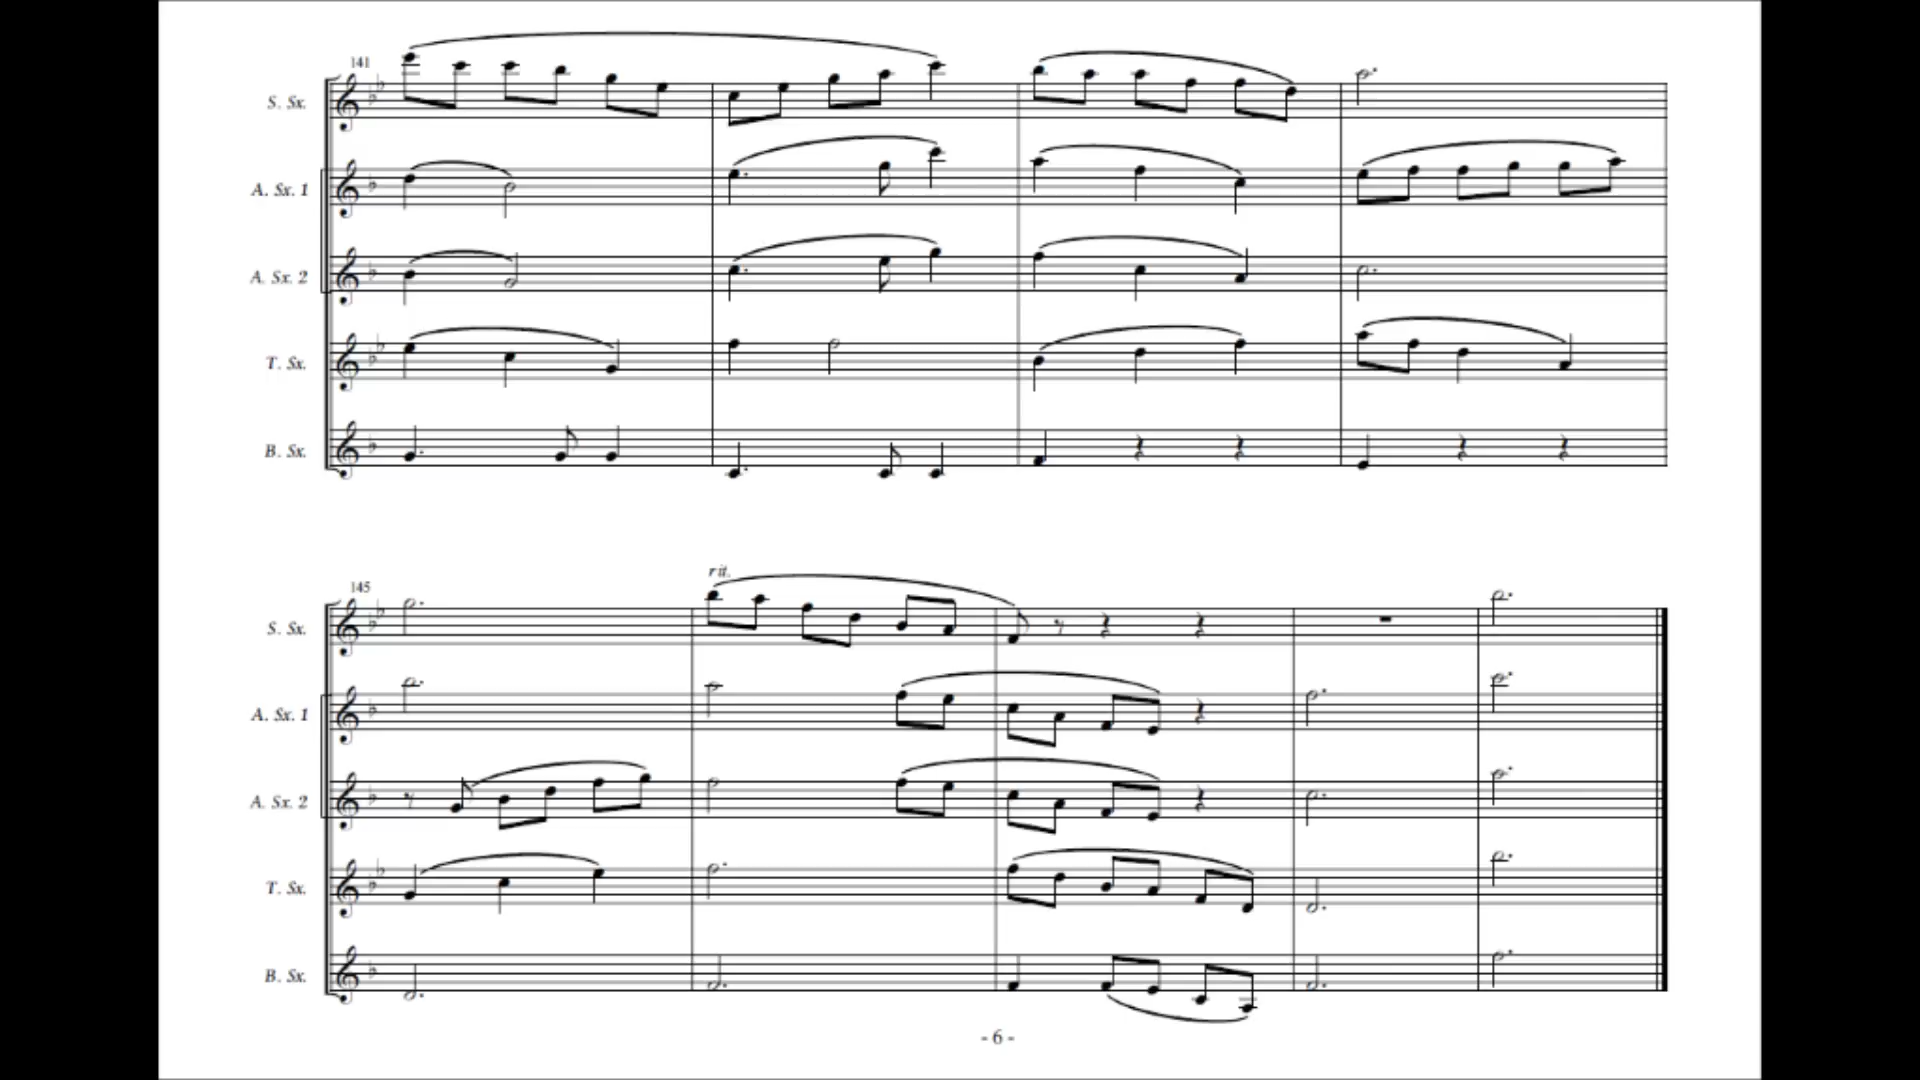 141
S. Sx.
A. Sx. 1
A. Sx. 2
T. Sx.
B. Sx.
rit.
145
S. Sx.
A. Sx. 1
A. Sx. 2
T. Sx.
B. Sx.
- 6 -